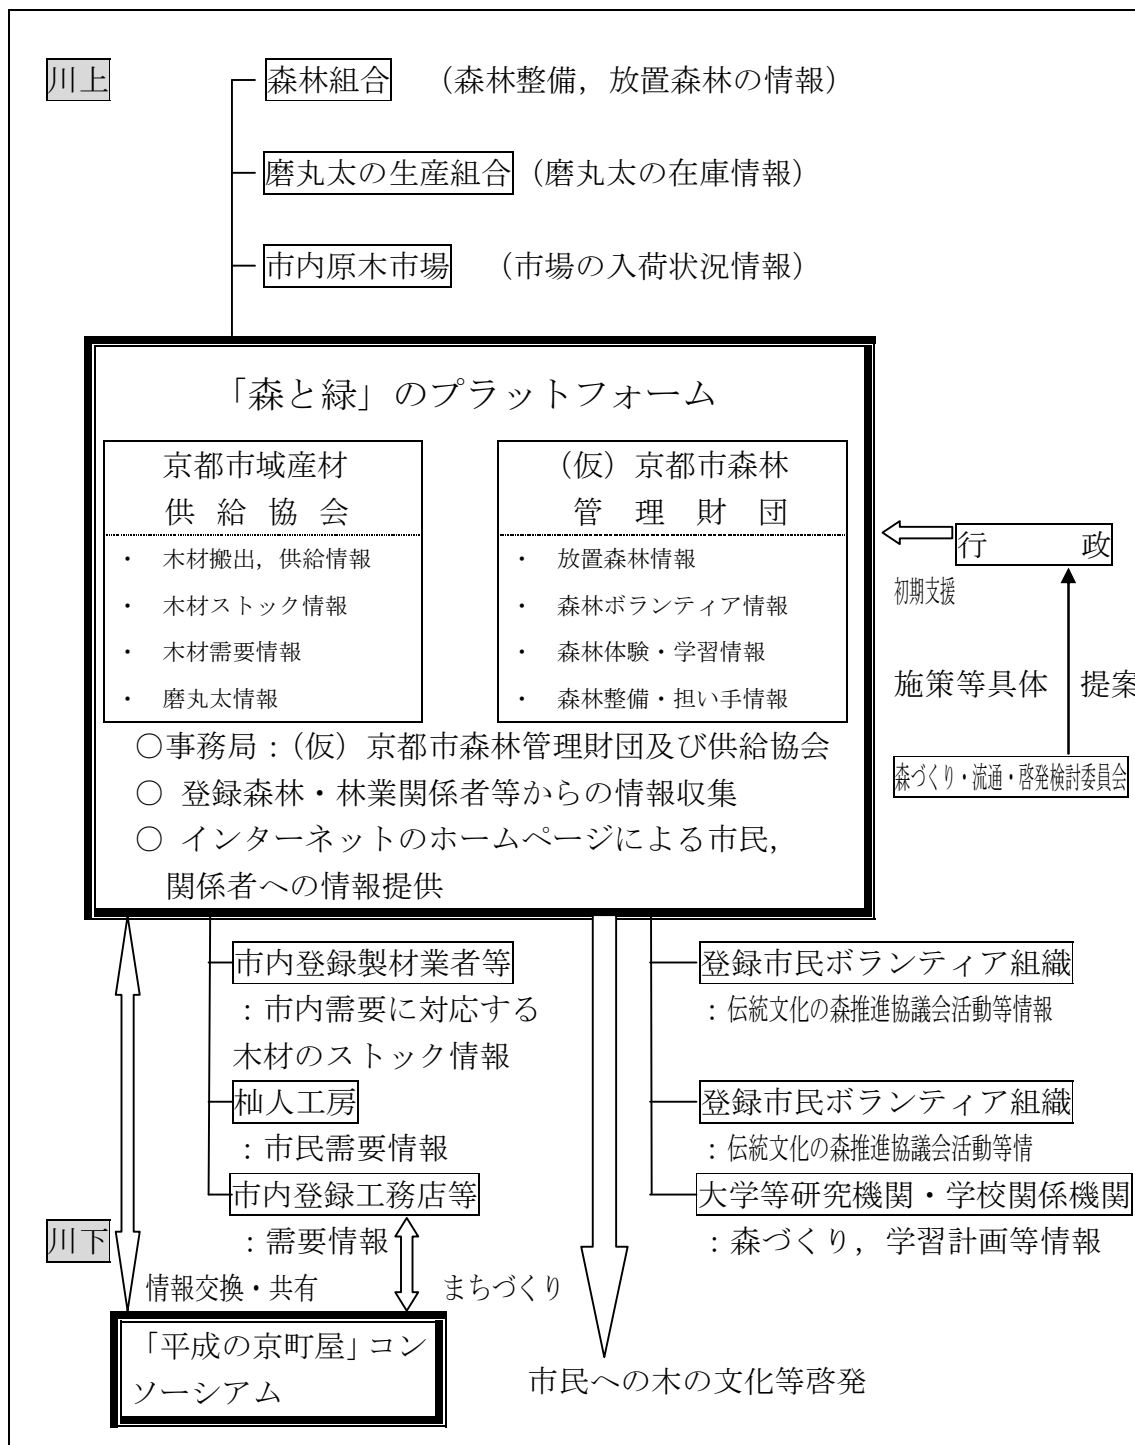 川上
森林組合 （森林整備，放置森林の情報）
磨丸太の生産組合（磨丸太の在庫情報）
市内原木市場 （市場の入荷状況情報）
「森と緑」のプラットフォーム
京都市域産材
供給協会
・ 木材搬出，供給情報
・ 木材ストック情報
・ 木材需要情報
・ 磨丸太情報
（仮）京都市森林
管理財団
・ 放置森林情報
・ 森林ボランティア情報
・ 森林体験・学習情報
・ 森林整備・担い手情報
○事務局：（仮）京都市森林管理財団及び供給協会
○ 登録森林・林業関係者等からの情報収集
○ インターネットのホームページによる市民，
関係者への情報提供
行政
初期支援
施策等具体 提案
森づくり・流通・啓発検討委員会
市内登録製材業者等
：市内需要に対応する
木材のストック情報
杣人工房
：市民需要情報
市内登録工務店等
：需要情報
登録市民ボランティア組織
：伝統文化の森推進協議会活動等情報
登録市民ボランティア組織
：伝統文化の森推進協議会活動等情
大学等研究機関・学校関係機関
：森づくり，学習計画等情報
川下
情報交換・共有
まちづくり
「平成の京町屋」コン
ソーシアム
市民への木の文化等啓発